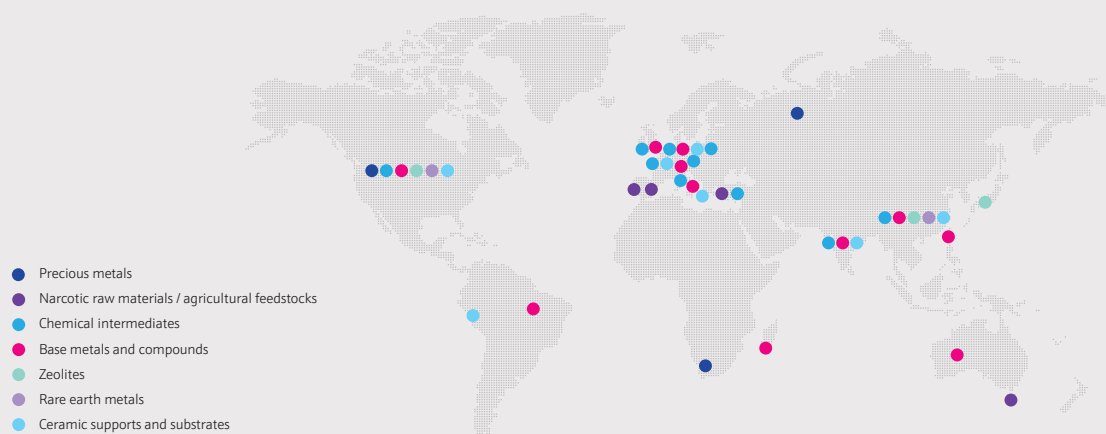 Precious metals
Narcotic raw materials / agricultural feedstocks
Chemical intermediates
Base metals and compounds
Zeolites
Rare earth metals
Ceramic supports and substrates